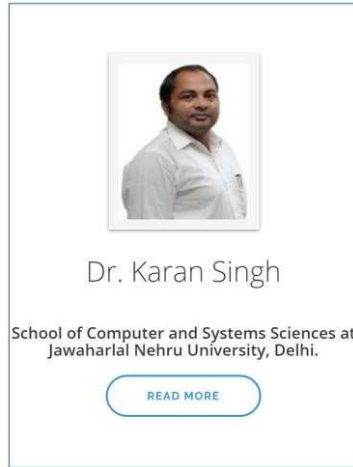 Dr. Karan Singh
School of Computer and Systems Sciences at
Jawaharlal Nehru University, Delhi.
READ MORE